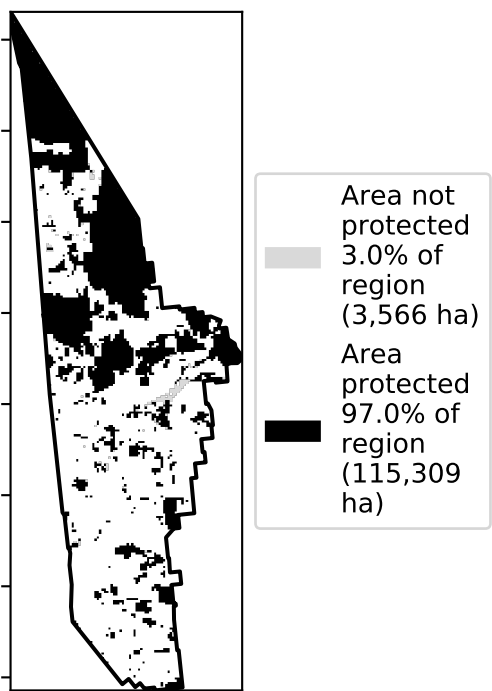 Area not
protected
3.0% of
region
(3,566 ha)
Area
protected
97.0% of
region
(115,309
ha)